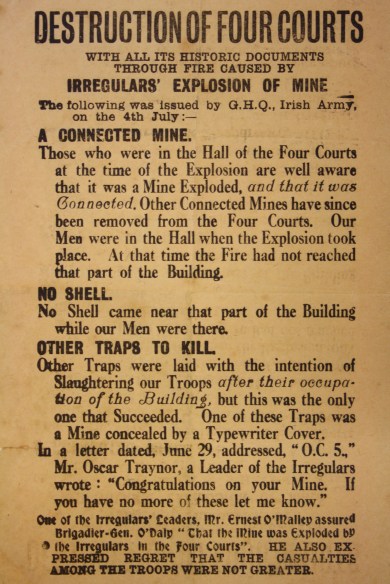 DESTRUCTION OF FOUR COURTS
WITH ALL ITS HISTORIC DOCUMENTS
THROUGH FIRE CAUSED BY
IRREGULARS' EXPLOSION OF MINE
The following was issued by G.H.Q., Irish Army,
on the 4th July:—
A CONNECTED MINE.
Those who were in the Hall of the Four Courts
at the time of the Explosion are well aware
that it was a Mine Exploded, and that it was
Connected. Other Connected Mines have since
been removed from the Four Courts. Our
Men were in the Hall when the Explosion took
place. At that time the Fire had not reached
that part of the Building.
NO SHELL.
No Shell came near that part of the Building
while our Men were there.
OTHER TRAPS TO KILL.
Other Traps were laid with the intention of
Slaughtering our Troops after their occupa-
tion of the Building, but this was the only
one that Succeeded. One of these Traps was
a Mine concealed by a Typewriter Cover.
In a letter dated, June 29, addressed, "O.C. 5.,"
Mr. Oscar Traynor, a Leader of the Irregulars
wrote: "Congratulations on your Mine. If
you have no more of these let me know."
One of the Irregulars' Leaders, Mr. Ernest O'Malley assured
Brigadier-Gen. O'Daly "That the Mine was Exploded by
the Irregulars in the Four Courts". HE ALSO EX-
PRESSED REGRET THAT THE CASUALTIES
AMONG THE TROOPS WERE NOT GREATER.